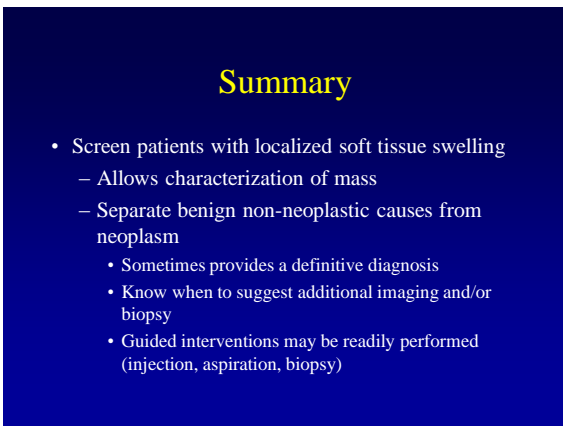 Summary
• Screen patients with localized soft tissue swelling
– Allows characterization of mass
– Separate benign non-neoplastic causes from
neoplasm
• Sometimes provides a definitive diagnosis
• Know when to suggest additional imaging and/or
biopsy
• Guided interventions may be readily performed
(injection, aspiration, biopsy)